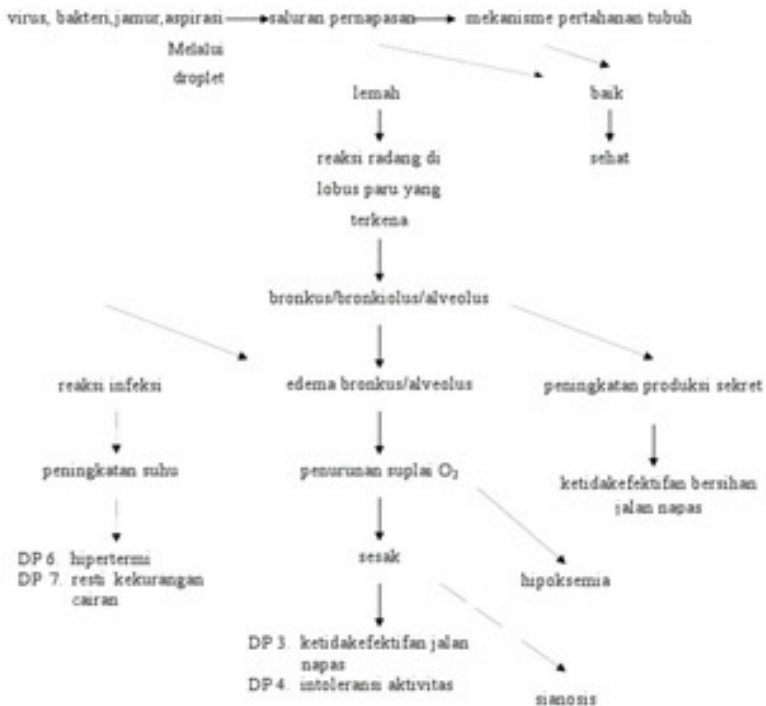 virus, bakteri,jamur,aspirasi saluran pernapasan mekanisme pertahanan tubuh
Melalui
droplet
lemah baik
reaksi radang di sehat
lobus paru yang
terkena
bronkus/bronkiolus/alveolus
reaksi infeksi edema bronkus/alveolus peningkatan produksi sekret
peningkatan suhu penurunan suplai O₂ ketidakefektifan bersihan
jalan napas
DP 6. hipertermi sesak hipoksemia
DP 7. resti kekurangan
cairan
DP 3. ketidakefektifan jalan
napas
DP 4. intoleransi aktivitas
sianosis